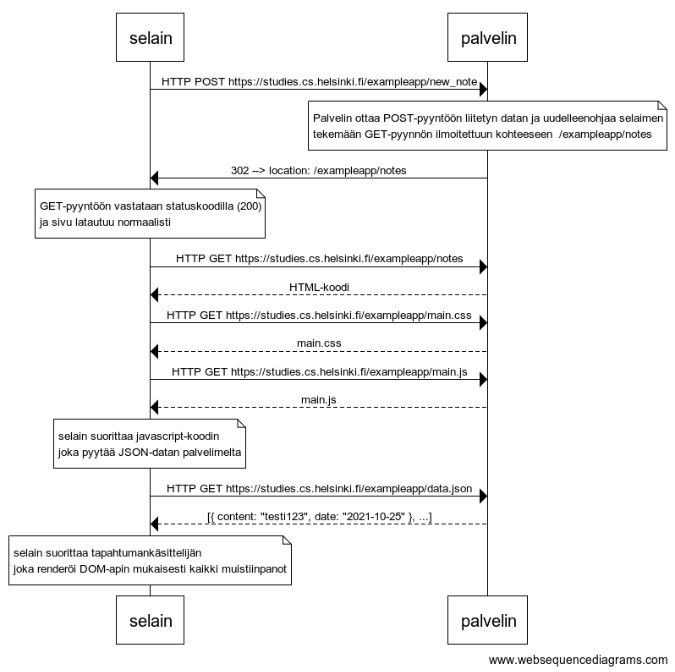 selain
palvelin
HTTP POST https://studies.cs.helsinki.fi/exampleapp/new_note
Palvelin ottaa POST-pyyntöön liitetyn datan ja uudelleenohjaa selaimen
tekemään GET-pyynnön ilmoitettuun kohteeseen /exampleapp/notes
302 --> location: /exampleapp/notes
GET-pyyntöön vastataan statuskoodilla (200)
ja sivu latautuu normaalisti
HTTP GET https://studies.cs.helsinki.fi/exampleapp/notes
HTML-koodi
HTTP GET https://studies.cs.helsinki.fi/exampleapp/main.css
main.css
HTTP GET https://studies.cs.helsinki.fi/exampleapp/main.js
main.js
selain suorittaa javascript-koodin
joka pyytää JSON-datan palvelimelta
HTTP GET https://studies.cs.helsinki.fi/exampleapp/data.json
[{ content: "testi123", date: "2021-10-25" }, ...]
selain suorittaa tapahtumankäsittelijän
joka renderöi DOM-apin mukaisesti kaikki muistiinpanot
selain
palvelin
www.websequencediagrams.com